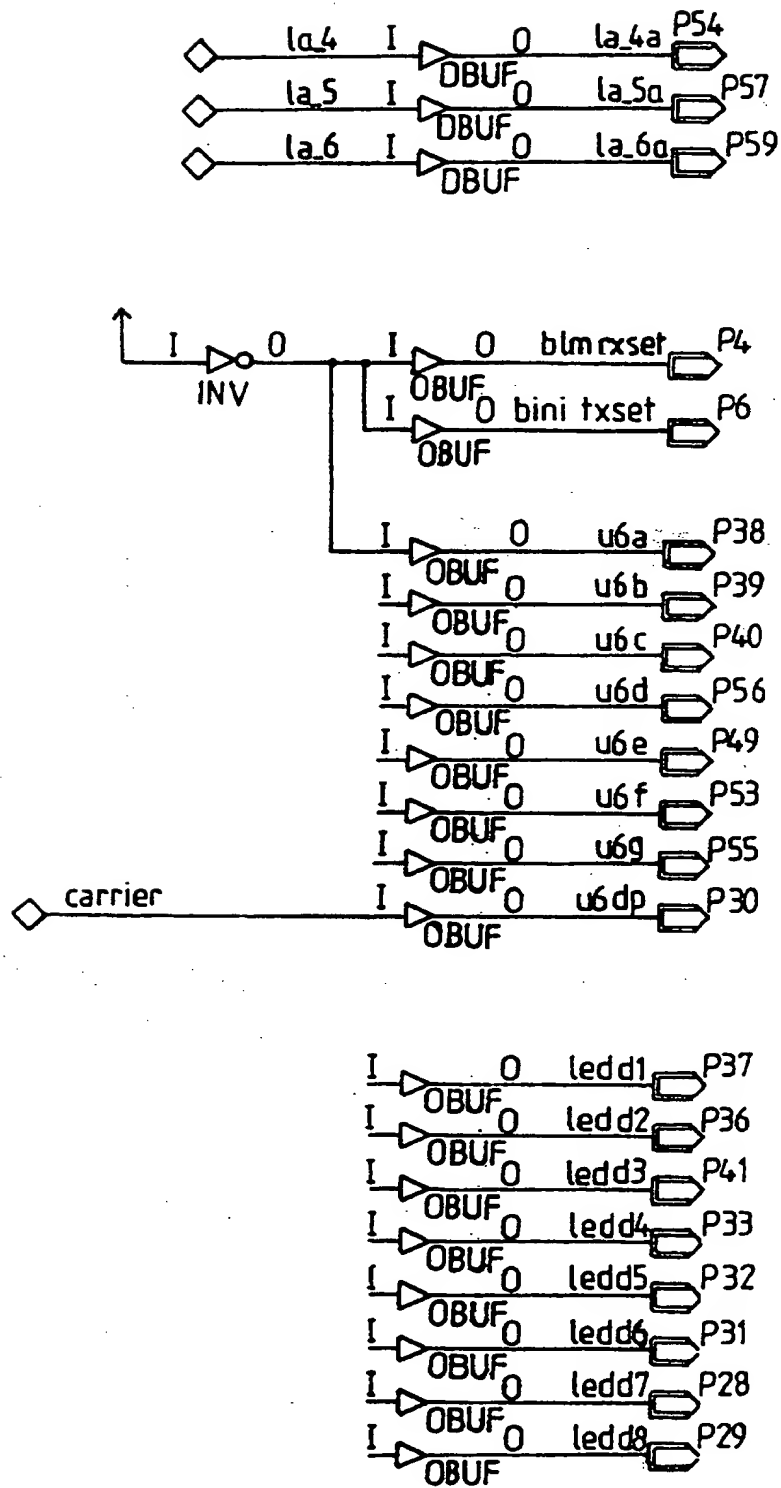 la_4 I O la_4a P54
DBUF
la_5 I O la_5a P57
DBUF
la_6 I O la_6a P59
DBUF
I O I O blmrxset P4
INV OBUF
I O bini txset P6
OBUF
I O u6a P38
OBUF
I O u6b P39
OBUF
I O u6c P40
OBUF
I O u6d P56
OBUF
I O u6e P49
OBUF
I O u6f P53
OBUF
I O u6g P55
OBUF
carrier I O u6dp P30
OBUF
I O ledd1 P37
OBUF
I O ledd2 P36
OBUF
I O ledd3 P41
OBUF
I O ledd4 P33
OBUF
I O ledd5 P32
OBUF
I O ledd6 P31
OBUF
I O ledd7 P28
OBUF
I O ledd8 P29
OBUF